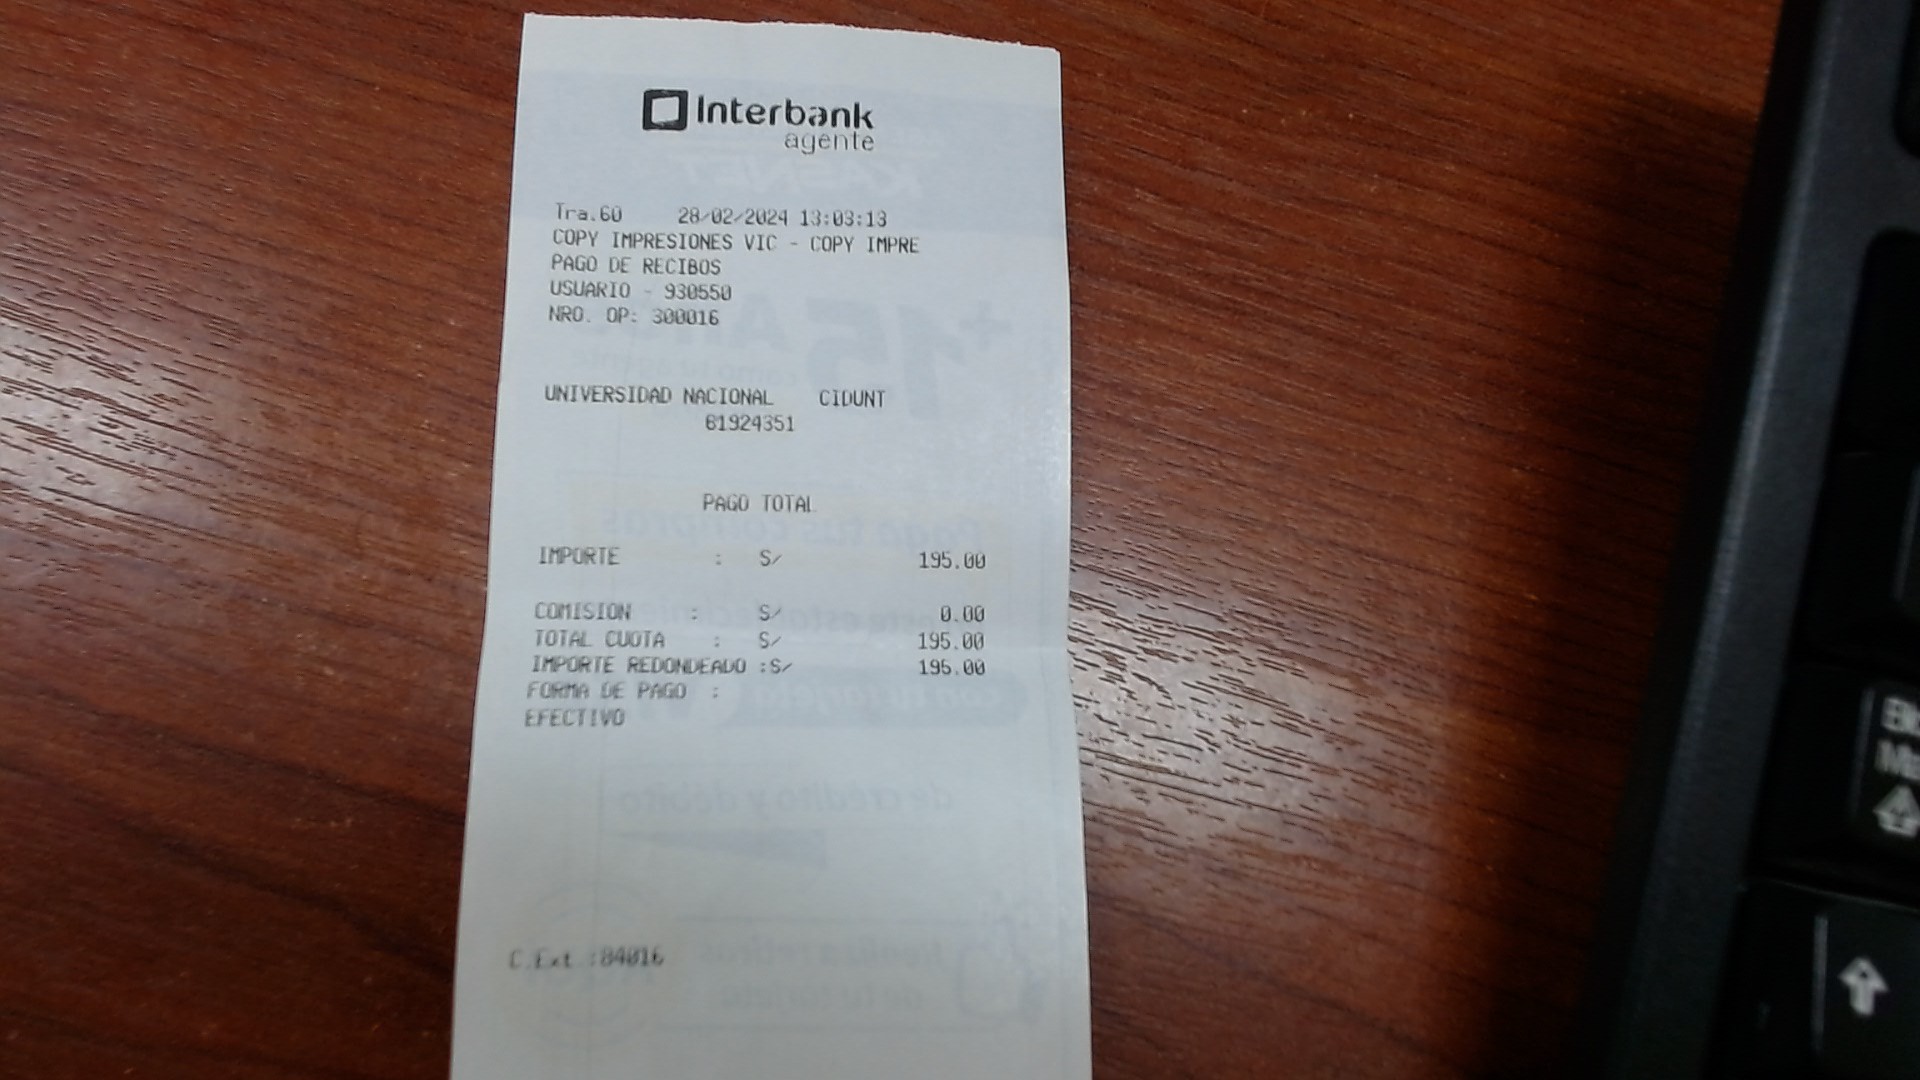 Interbank
agente
Tra.60 28/02/2024 13:03:13
COPY IMPRESIONES VIC - COPY IMPRE
PAGO DE RECIBOS
USUARIO - 930550
NRO. OP: 300016
UNIVERSIDAD NACIONAL CIDUNT
61924351
PAGO TOTAL
IMPORTE : S/ 195.00
COMISION : S/ 0.00
TOTAL CUOTA : S/ 195.00
IMPORTE REDONDEADO :S/ 195.00
FORMA DE PAGO :
EFECTIVO
C.Ext.:84016